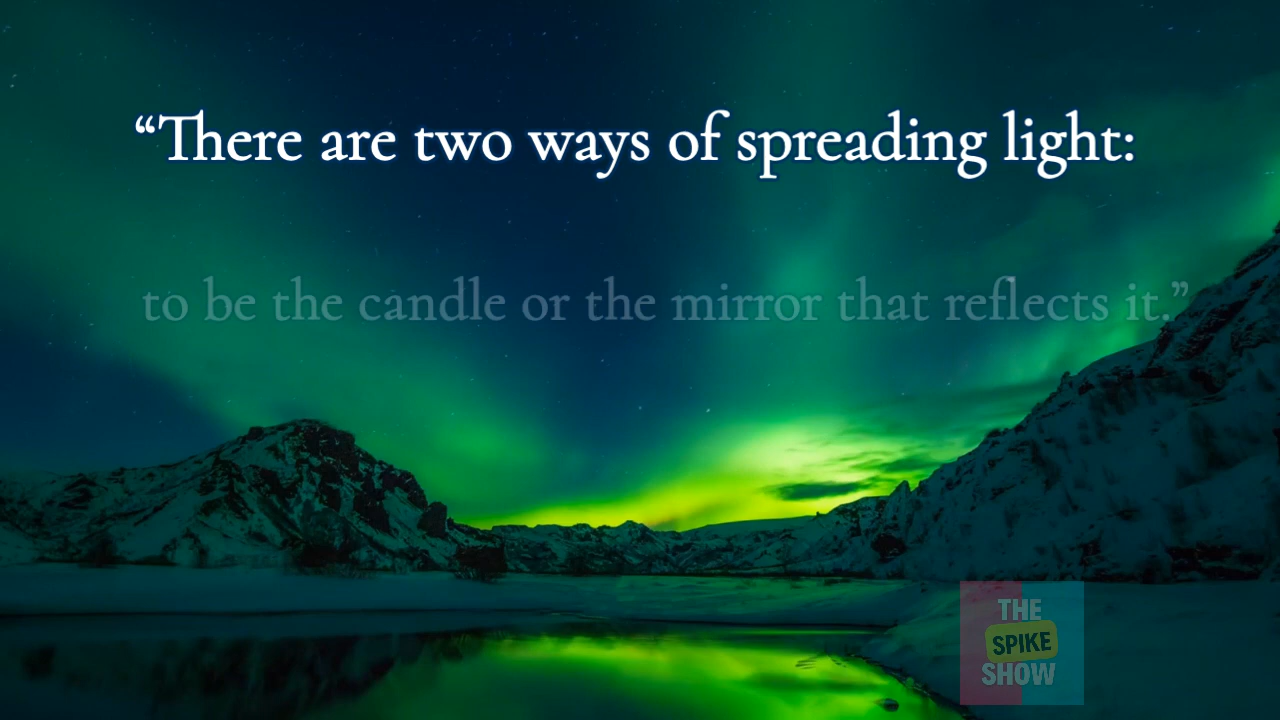 “There are two ways of spreading light:
to be the candle or the mirror that reflects it.”
THE
SPIKE
SHOW